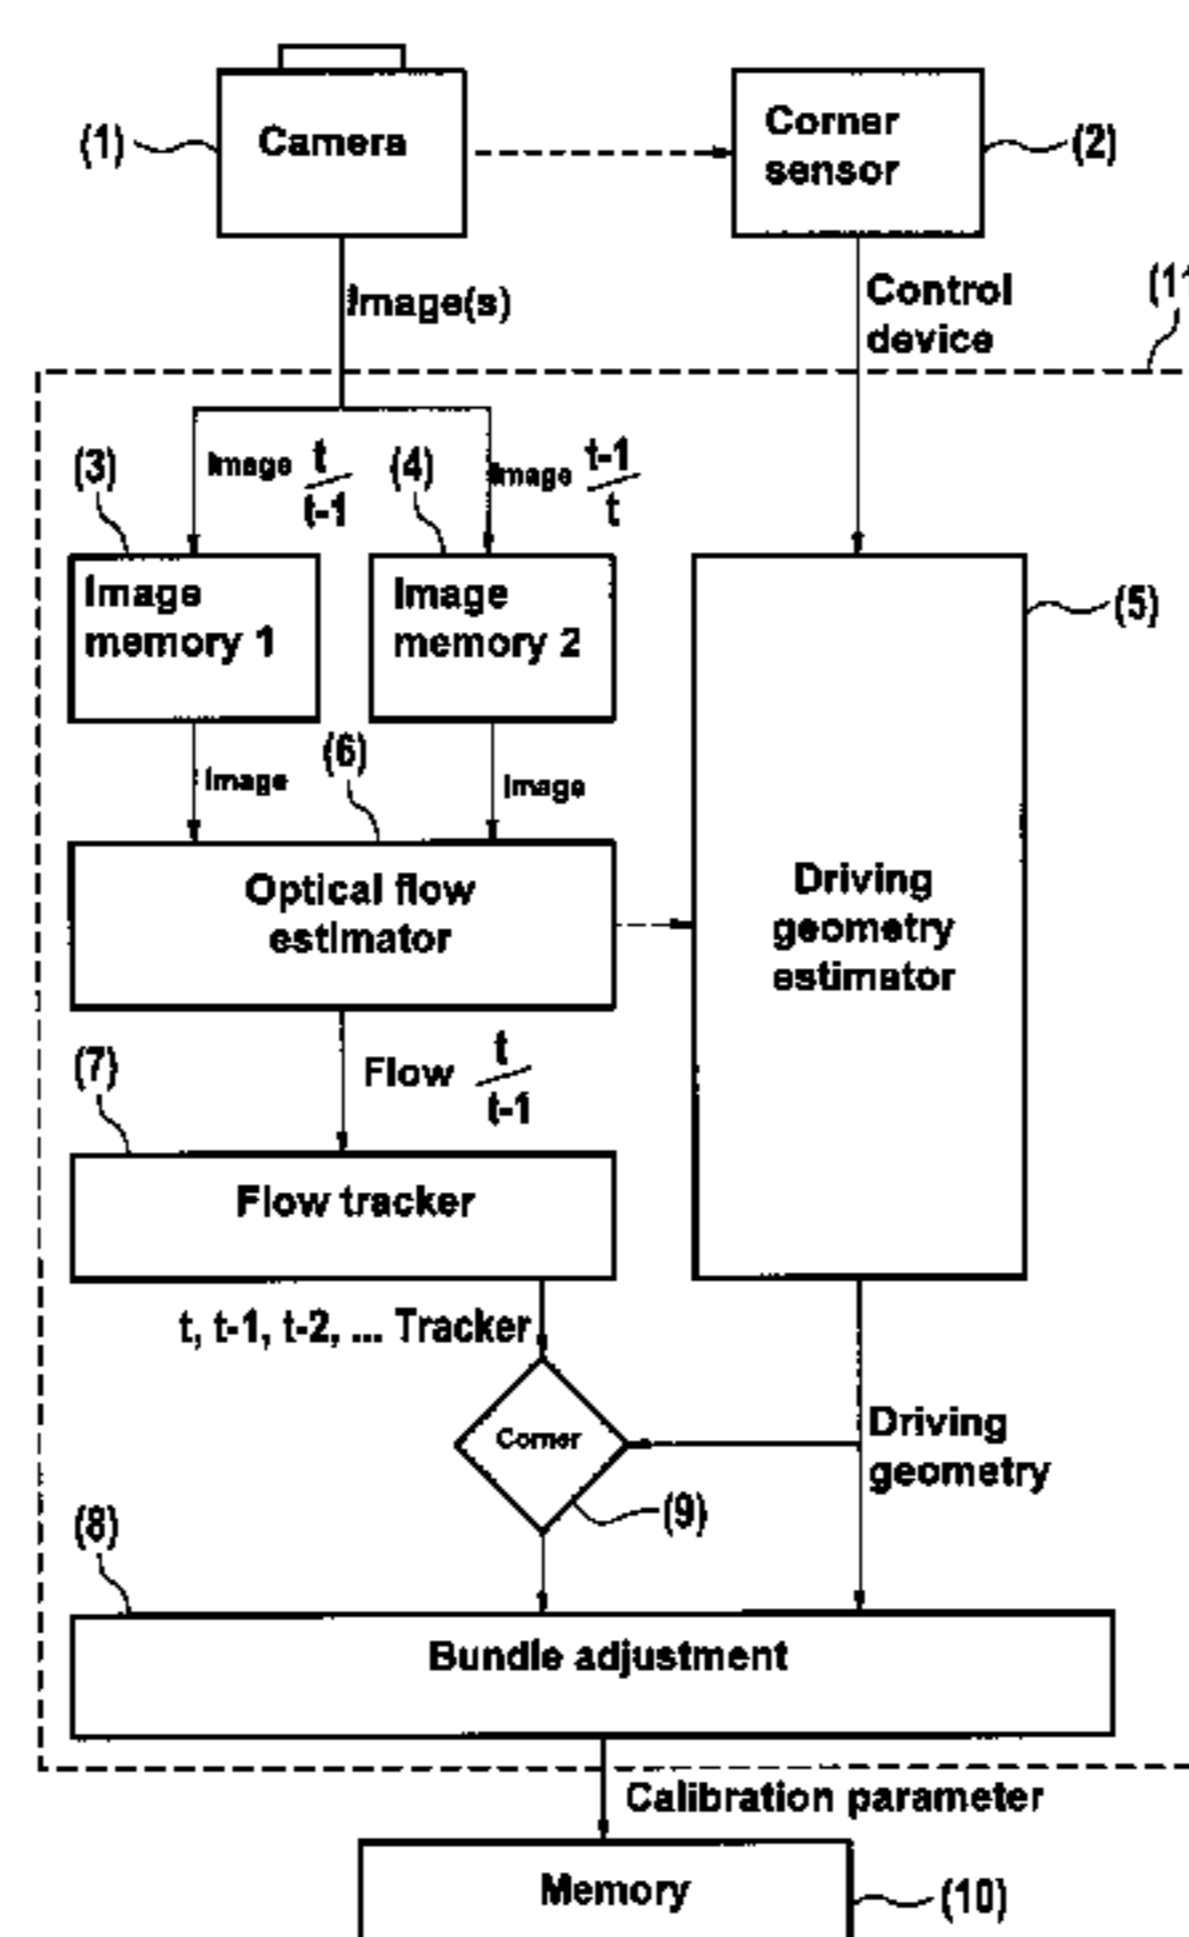 (1)
Camera
Corner
sensor
(2)
Image(s)
Control
device
(11
(3)
Image t/t-1
(4)
Image t-1/t
Image
memory 1
Image
memory 2
(5)
(6)
Image
Image
Optical flow
estimator
Driving
geometry
estimator
(7)
Flow t/t-1
Flow tracker
t, t-1, t-2, ... Tracker
Corner
Driving
geometry
(9)
(8)
Bundle adjustment
Calibration parameter
Memory
(10)